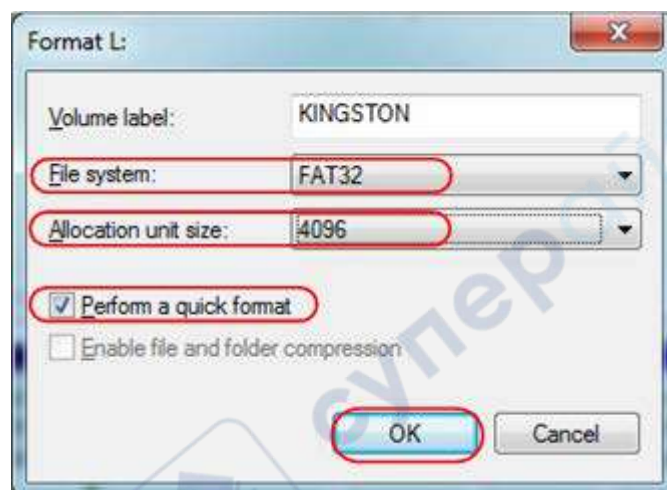 Format L:
Volume label: KINGSTON
File system: FAT32
Allocation unit size: 4096
Perform a quick format
Enable file and folder compression
OK Cancel
суперай